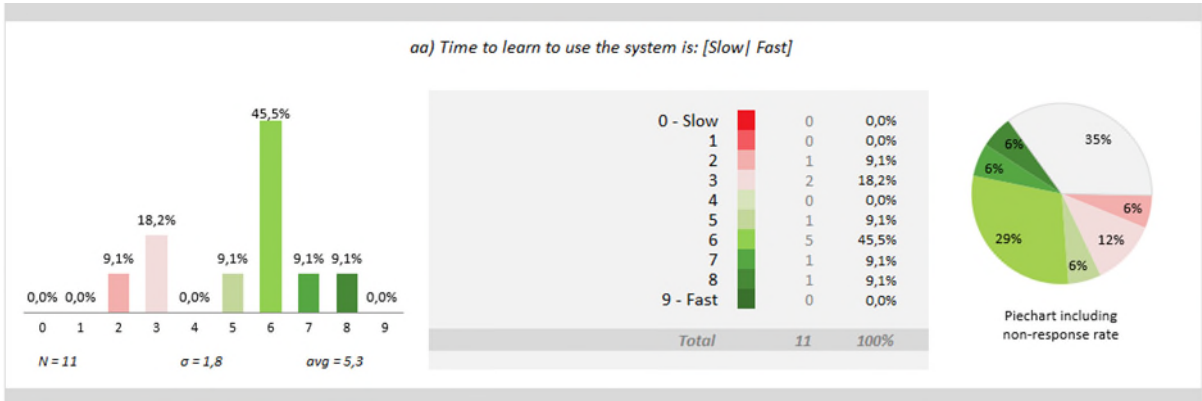 aa) Time to learn to use the system is: [Slow| Fast]
45,5%
18,2%
9,1%
9,1%
9,1% 9,1%
0,0% 0,0%
0,0%
0,0%
0 1 2 3 4 5 6 7 8 9
N = 11 σ = 1,8 avg = 5,3
0 - Slow 0 0,0%
1 0 0,0%
2 1 9,1%
3 2 18,2%
4 0 0,0%
5 1 9,1%
6 5 45,5%
7 1 9,1%
8 1 9,1%
9 - Fast 0 0,0%
Total 11 100%
35%
6%
6%
6%
29%
12%
6%
Piechart including
non-response rate